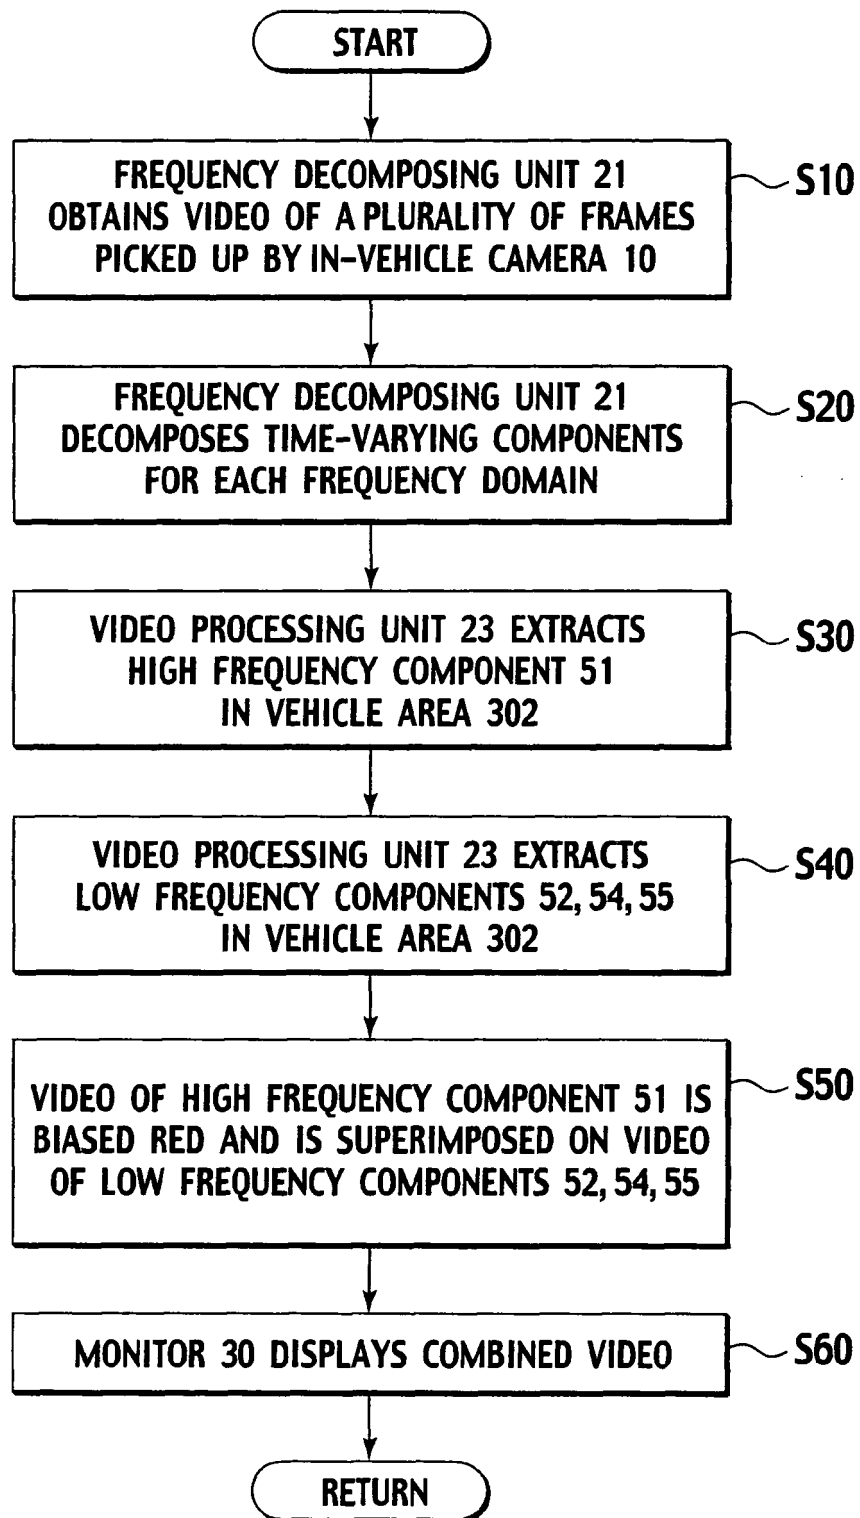 START
FREQUENCY DECOMPOSING UNIT 21
OBTAINS VIDEO OF A PLURALITY OF FRAMES
PICKED UP BY IN-VEHICLE CAMERA 10
S10
FREQUENCY DECOMPOSING UNIT 21
DECOMPOSES TIME-VARYING COMPONENTS
FOR EACH FREQUENCY DOMAIN
S20
VIDEO PROCESSING UNIT 23 EXTRACTS
HIGH FREQUENCY COMPONENT 51
IN VEHICLE AREA 302
S30
VIDEO PROCESSING UNIT 23 EXTRACTS
LOW FREQUENCY COMPONENTS 52, 54, 55
IN VEHICLE AREA 302
S40
VIDEO OF HIGH FREQUENCY COMPONENT 51 IS
BIASED RED AND IS SUPERIMPOSED ON VIDEO
OF LOW FREQUENCY COMPONENTS 52, 54, 55
S50
MONITOR 30 DISPLAYS COMBINED VIDEO
S60
RETURN